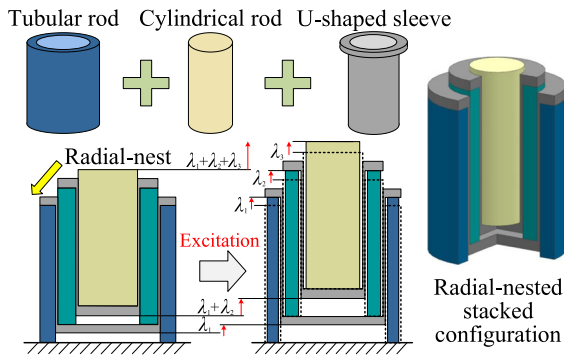 Tubular rod
Cylindrical rod
U-shaped sleeve
Radial-nest
λ₁+λ₂+λ₃
λ₃
λ₂
λ₁
Excitation
λ₁+λ₂
λ₁
Radial-nested
stacked
configuration